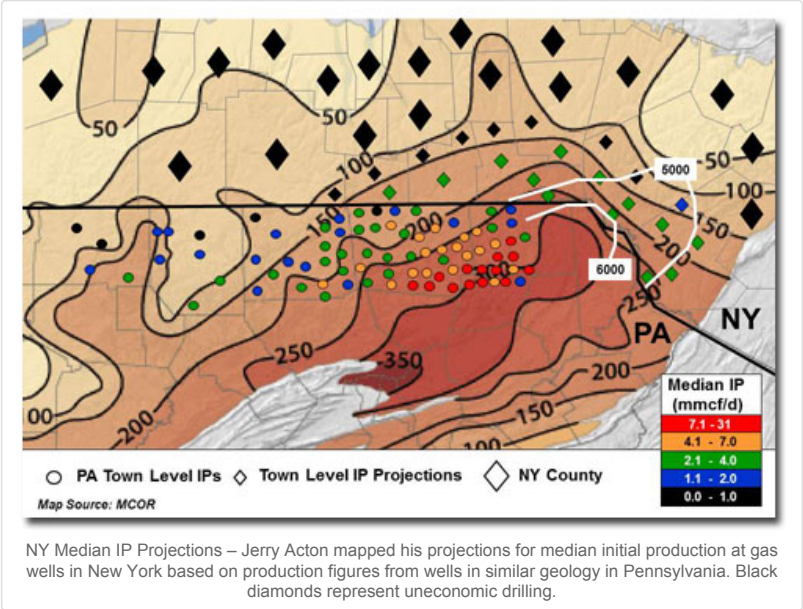 50
50
50
100
100
150
150
5000
200
200
6000
300
250
250
PA
NY
250
350
200
200
150
100
100
Median IP
(mmcf/d)
7.1 - 31
4.1 - 7.0
2.1 - 4.0
1.1 - 2.0
0.0 - 1.0
PA Town Level IPs
Town Level IP Projections
NY County
Map Source: MCOR
NY Median IP Projections – Jerry Acton mapped his projections for median initial production at gas
wells in New York based on production figures from wells in similar geology in Pennsylvania. Black
diamonds represent uneconomic drilling.